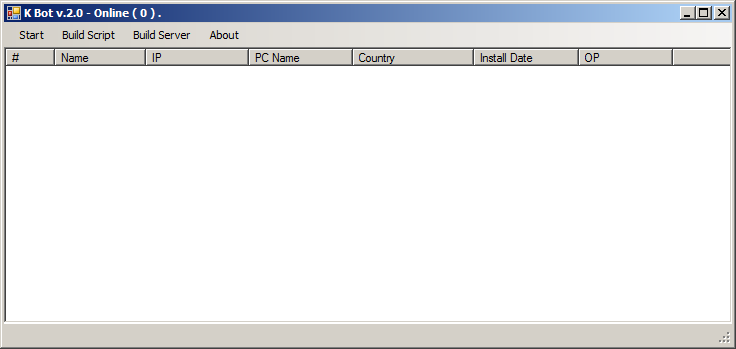 K Bot v.2.0 - Online ( 0 ) .
Start Build Script Build Server About
# Name IP PC Name Country Install Date OP